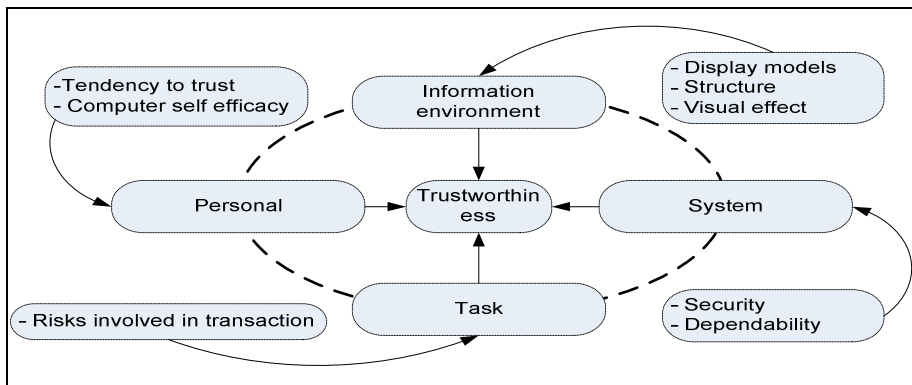 -Tendency to trust
- Computer self efficacy
Information
environment
- Display models
- Structure
- Visual effect
Personal
Trustworthin
ess
System
- Risks involved in transaction
Task
- Security
- Dependability